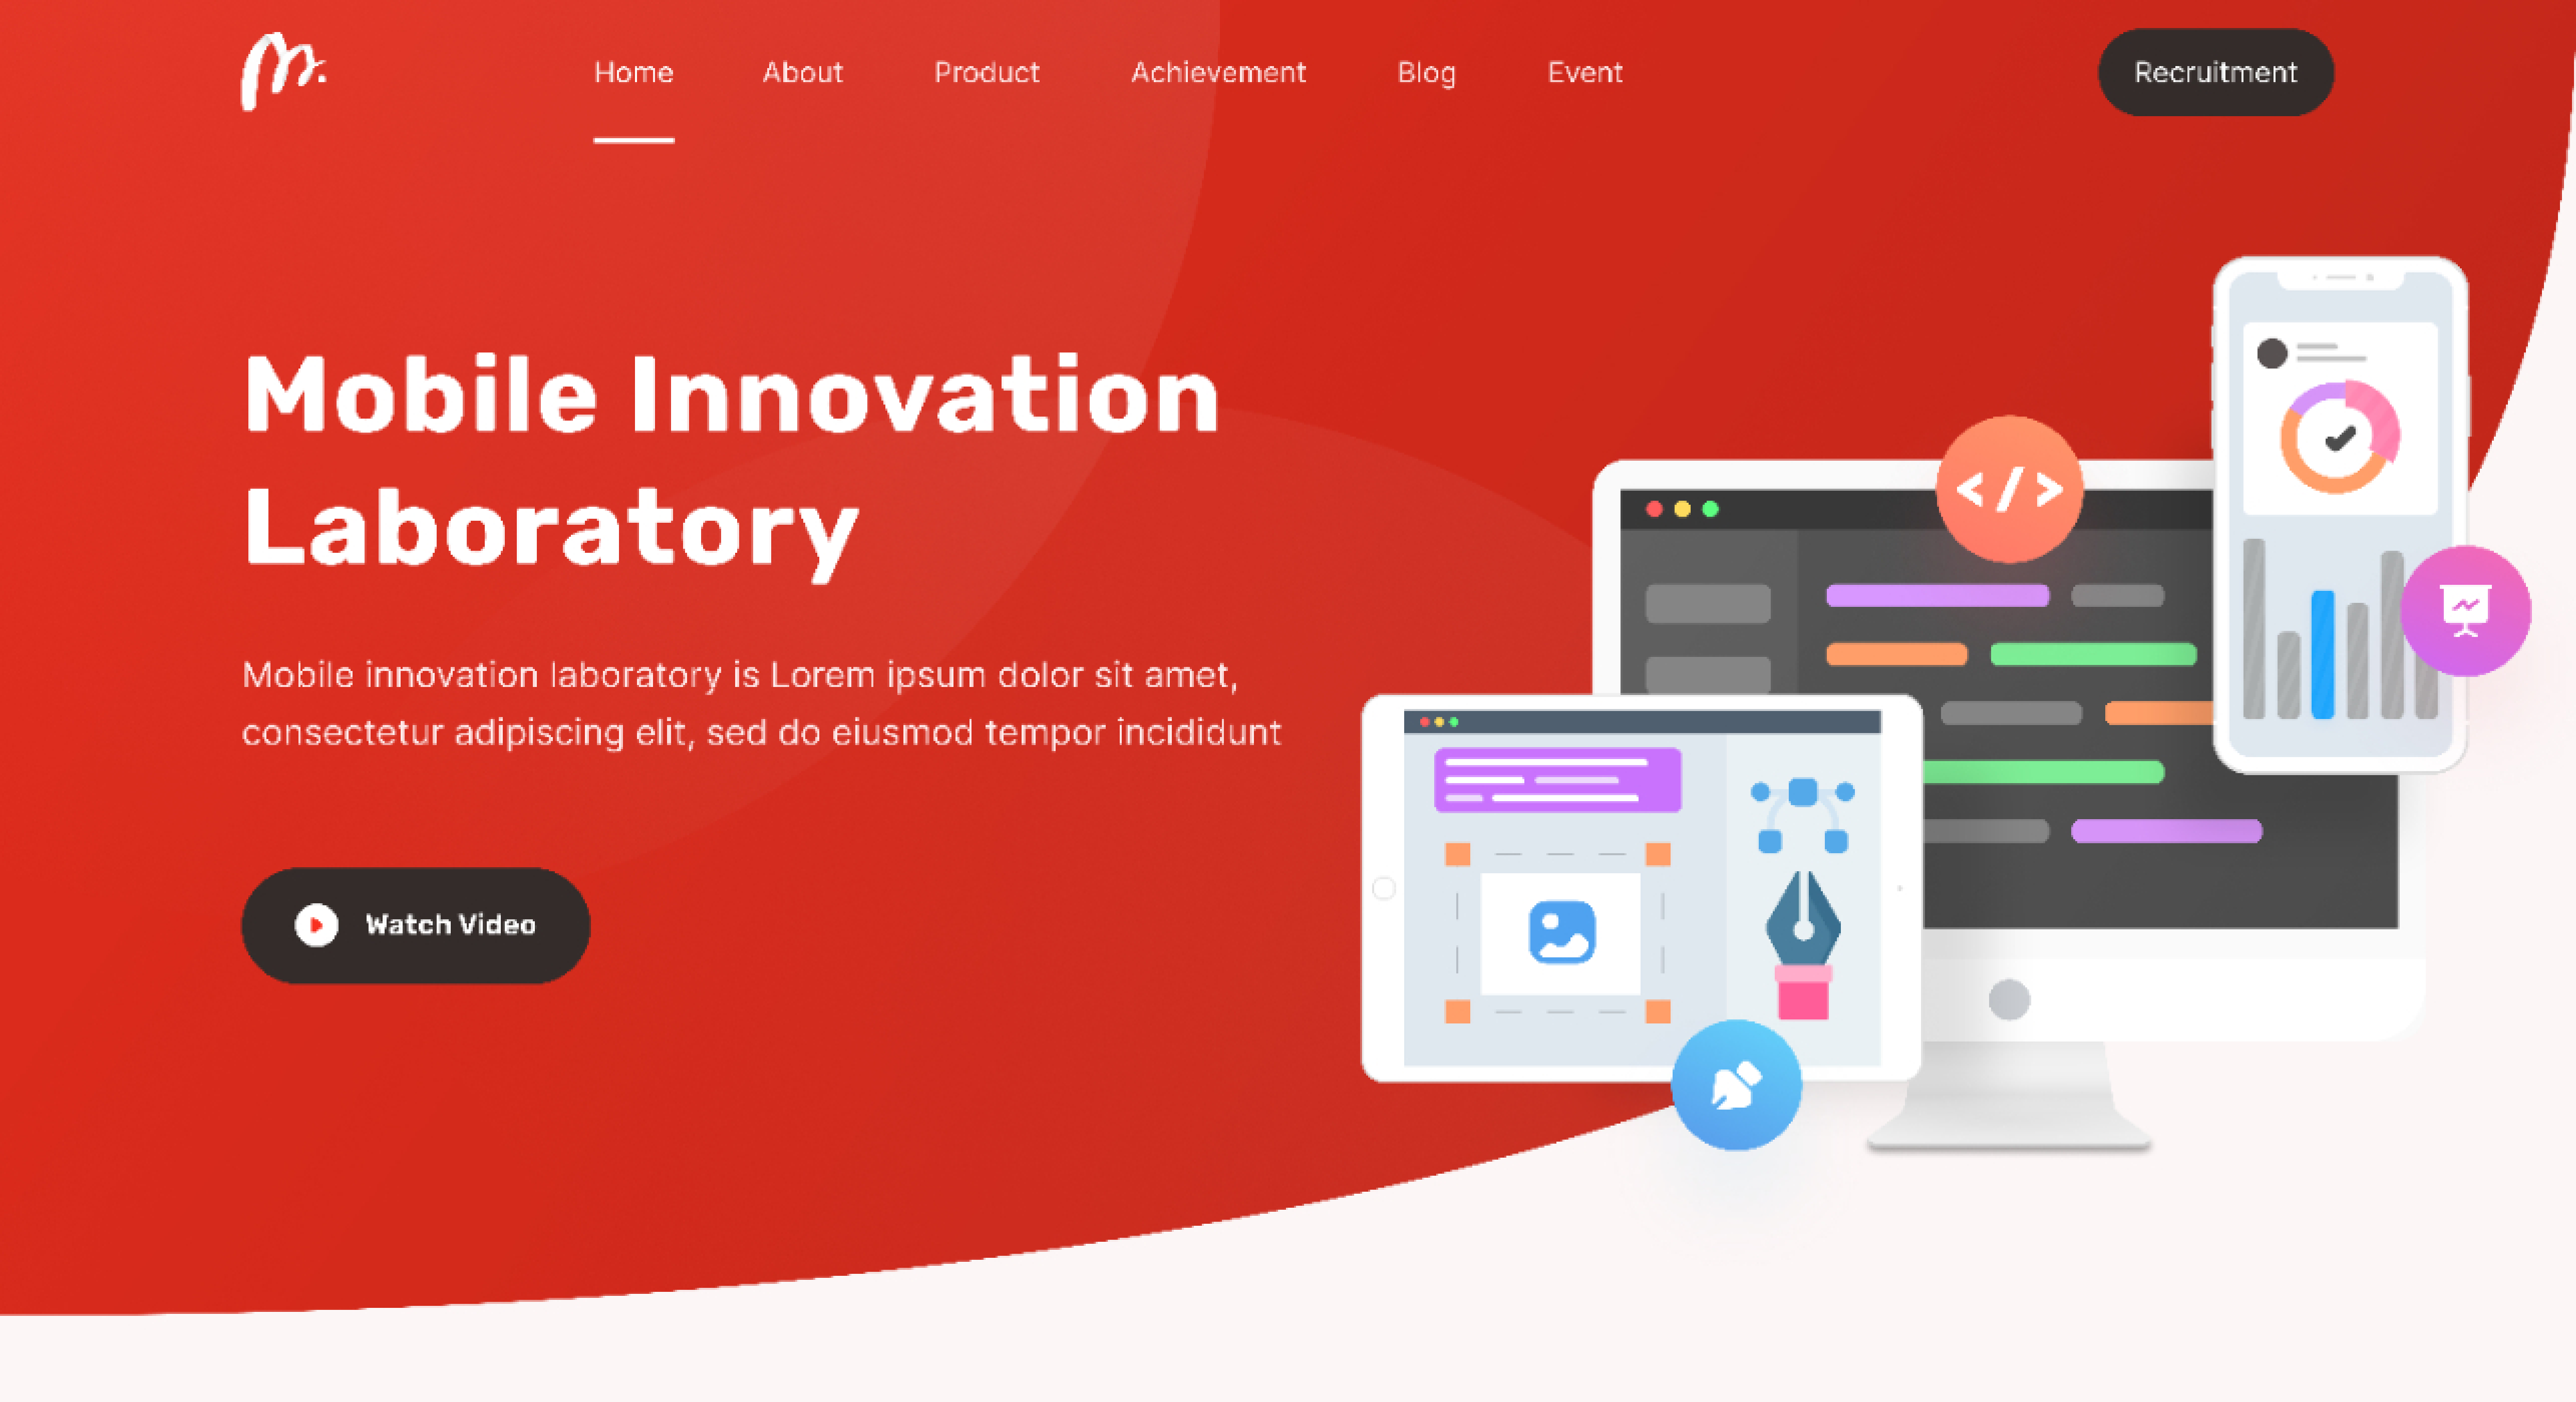 m.
Home About Product Achievement Blog Event Recruitment
Mobile Innovation
Laboratory
Mobile innovation laboratory is Lorem ipsum dolor sit amet,
consectetur adipiscing elit, sed do eiusmod tempor incididunt
Watch Video
</>